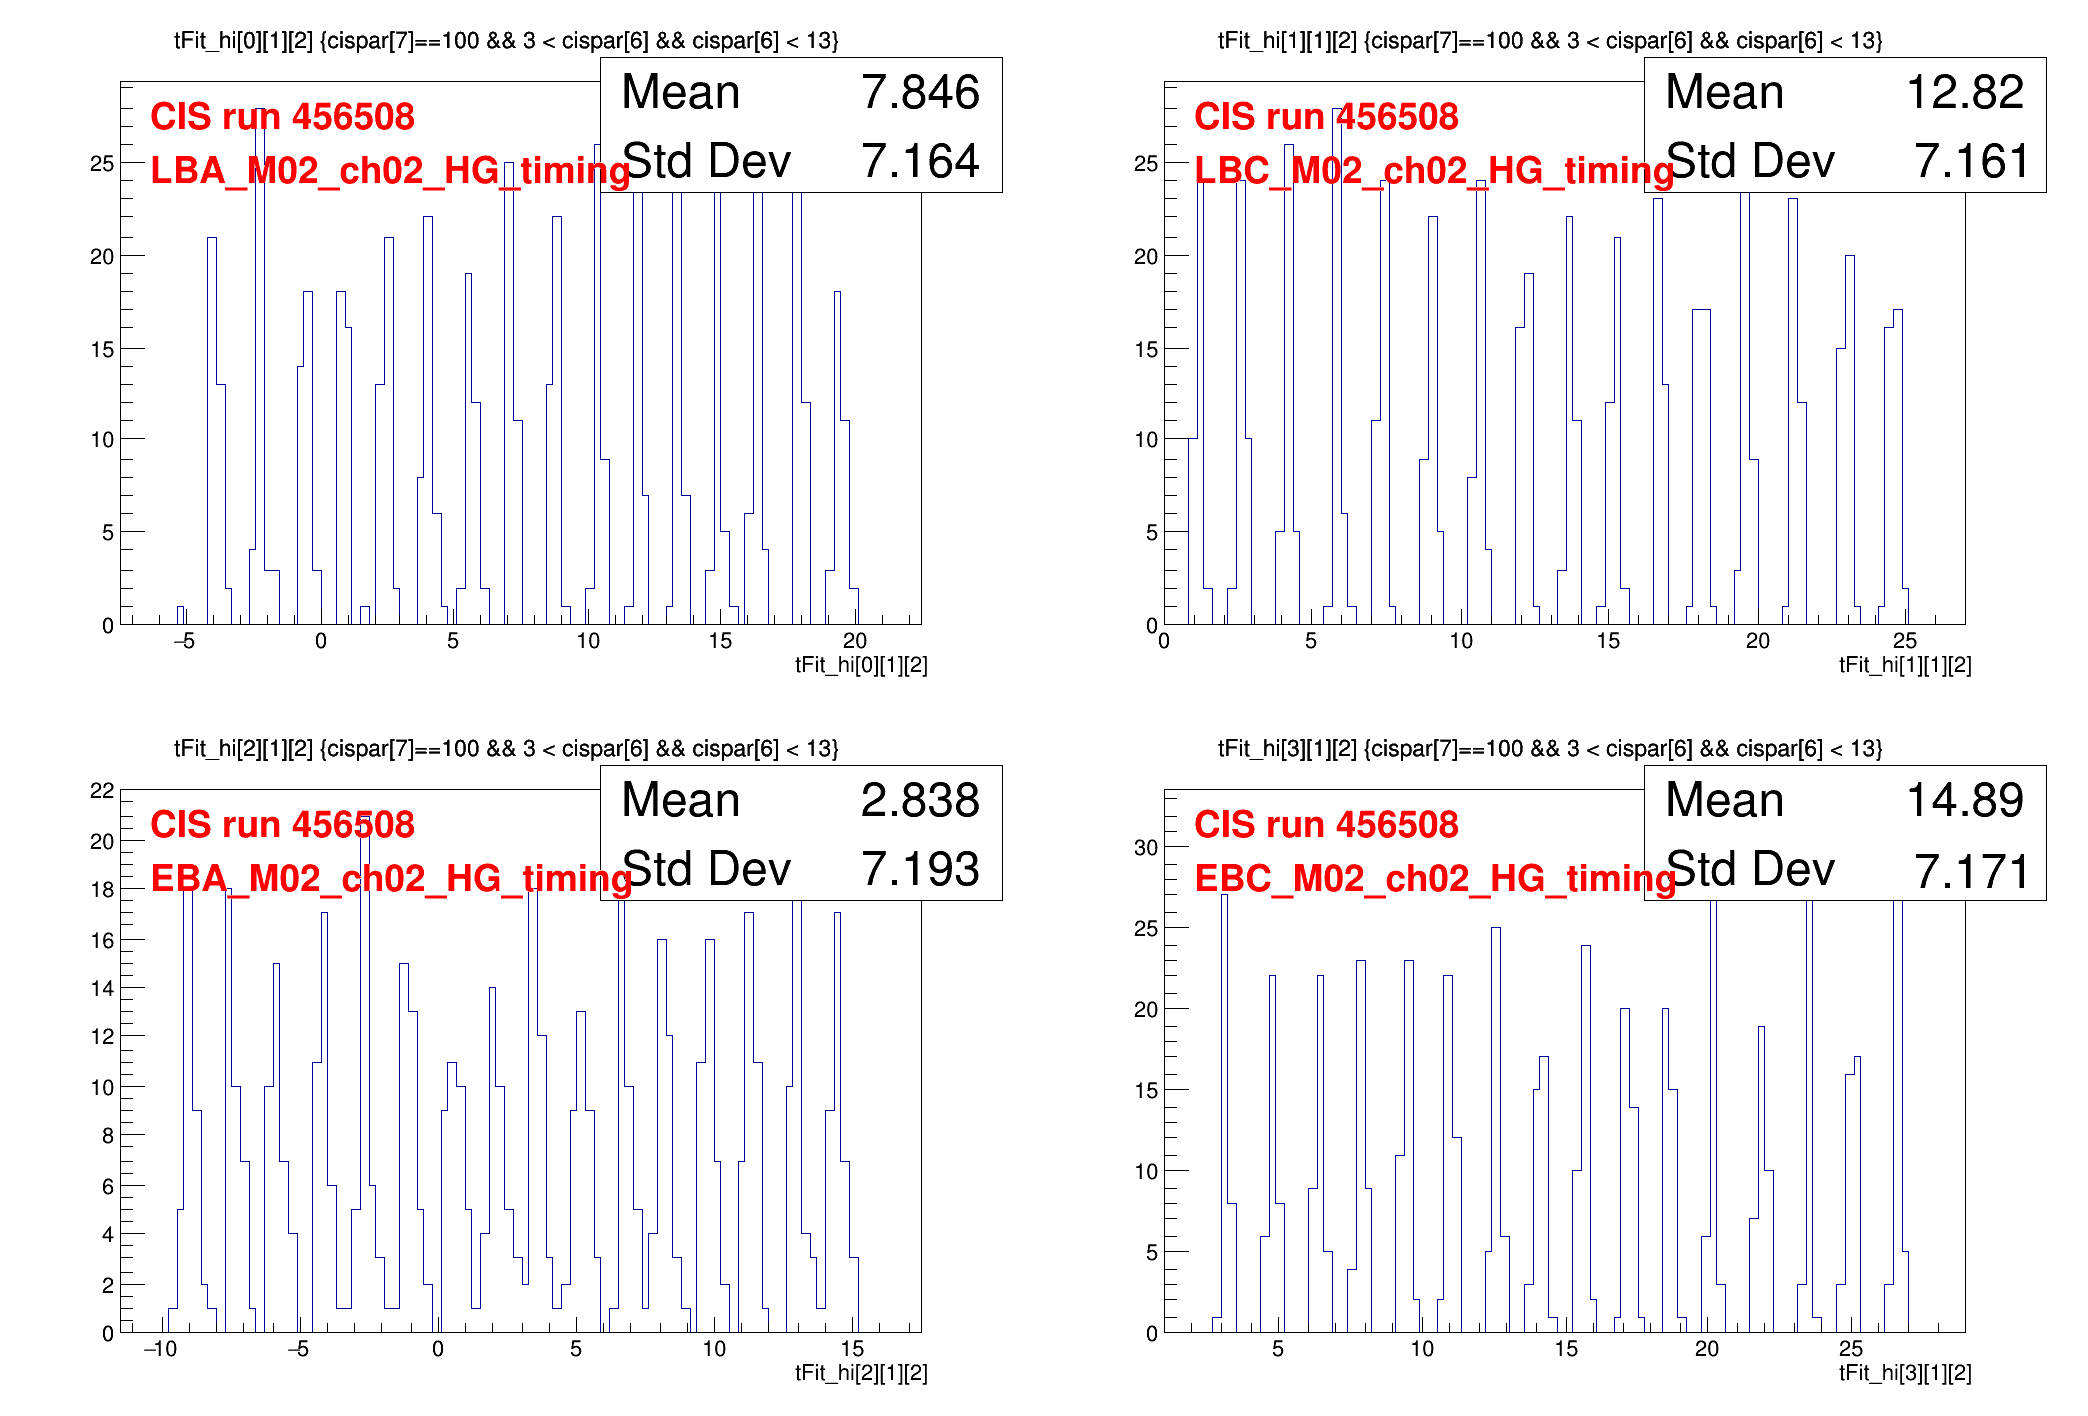 tFit_hi[0][1][2] {cispar[7]==100 && 3 < cispar[6] && cispar[6] < 13}
CIS run 456508
LBA_M02_ch02_HG_timing
Mean 7.846
Std Dev 7.164
25
20
15
10
5
0
−5 0 5 10 15 20
tFit_hi[0][1][2]
tFit_hi[1][1][2] {cispar[7]==100 && 3 < cispar[6] && cispar[6] < 13}
CIS run 456508
LBC_M02_ch02_HG_timing
Mean 12.82
Std Dev 7.161
25
20
15
10
5
0
0 5 10 15 20 25
tFit_hi[1][1][2]
tFit_hi[2][1][2] {cispar[7]==100 && 3 < cispar[6] && cispar[6] < 13}
CIS run 456508
EBA_M02_ch02_HG_timing
Mean 2.838
Std Dev 7.193
22
20
18
16
14
12
10
8
6
4
2
0
−10 −5 0 5 10 15
tFit_hi[2][1][2]
tFit_hi[3][1][2] {cispar[7]==100 && 3 < cispar[6] && cispar[6] < 13}
CIS run 456508
EBC_M02_ch02_HG_timing
Mean 14.89
Std Dev 7.171
30
25
20
15
10
5
0
5 10 15 20 25
tFit_hi[3][1][2]